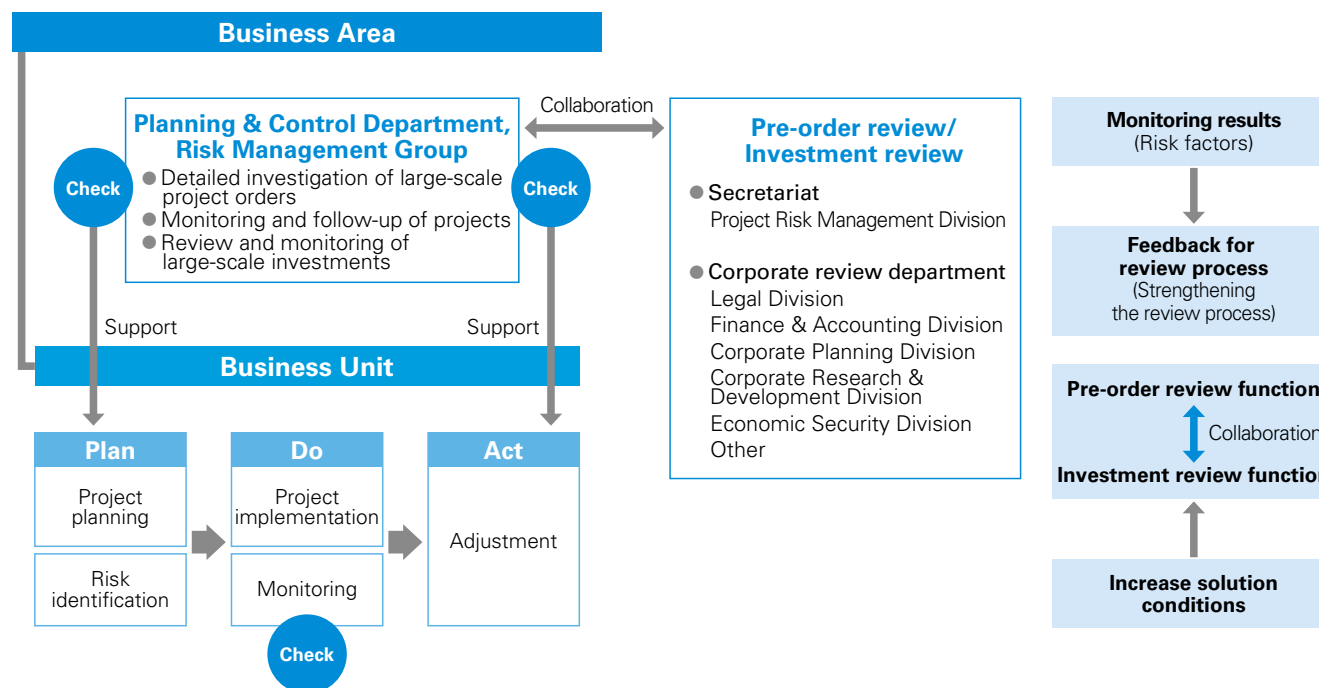 Business Area
Planning & Control Department,
Risk Management Group
● Detailed investigation of large-scale
project orders
● Monitoring and follow-up of projects
● Review and monitoring of
large-scale investments
Check
Check
Collaboration
Support
Support
Pre-order review/
Investment review
● Secretariat
Project Risk Management Division
● Corporate review department
Legal Division
Finance & Accounting Division
Corporate Planning Division
Corporate Research &
Development Division
Economic Security Division
Other
Business Unit
Plan
Project
planning
Risk
identification
Do
Project
implementation
Monitoring
Check
Act
Adjustment
Monitoring results
(Risk factors)
Feedback for
review process
(Strengthening
the review process)
Pre-order review function
Collaboration
Investment review function
Increase solution
conditions